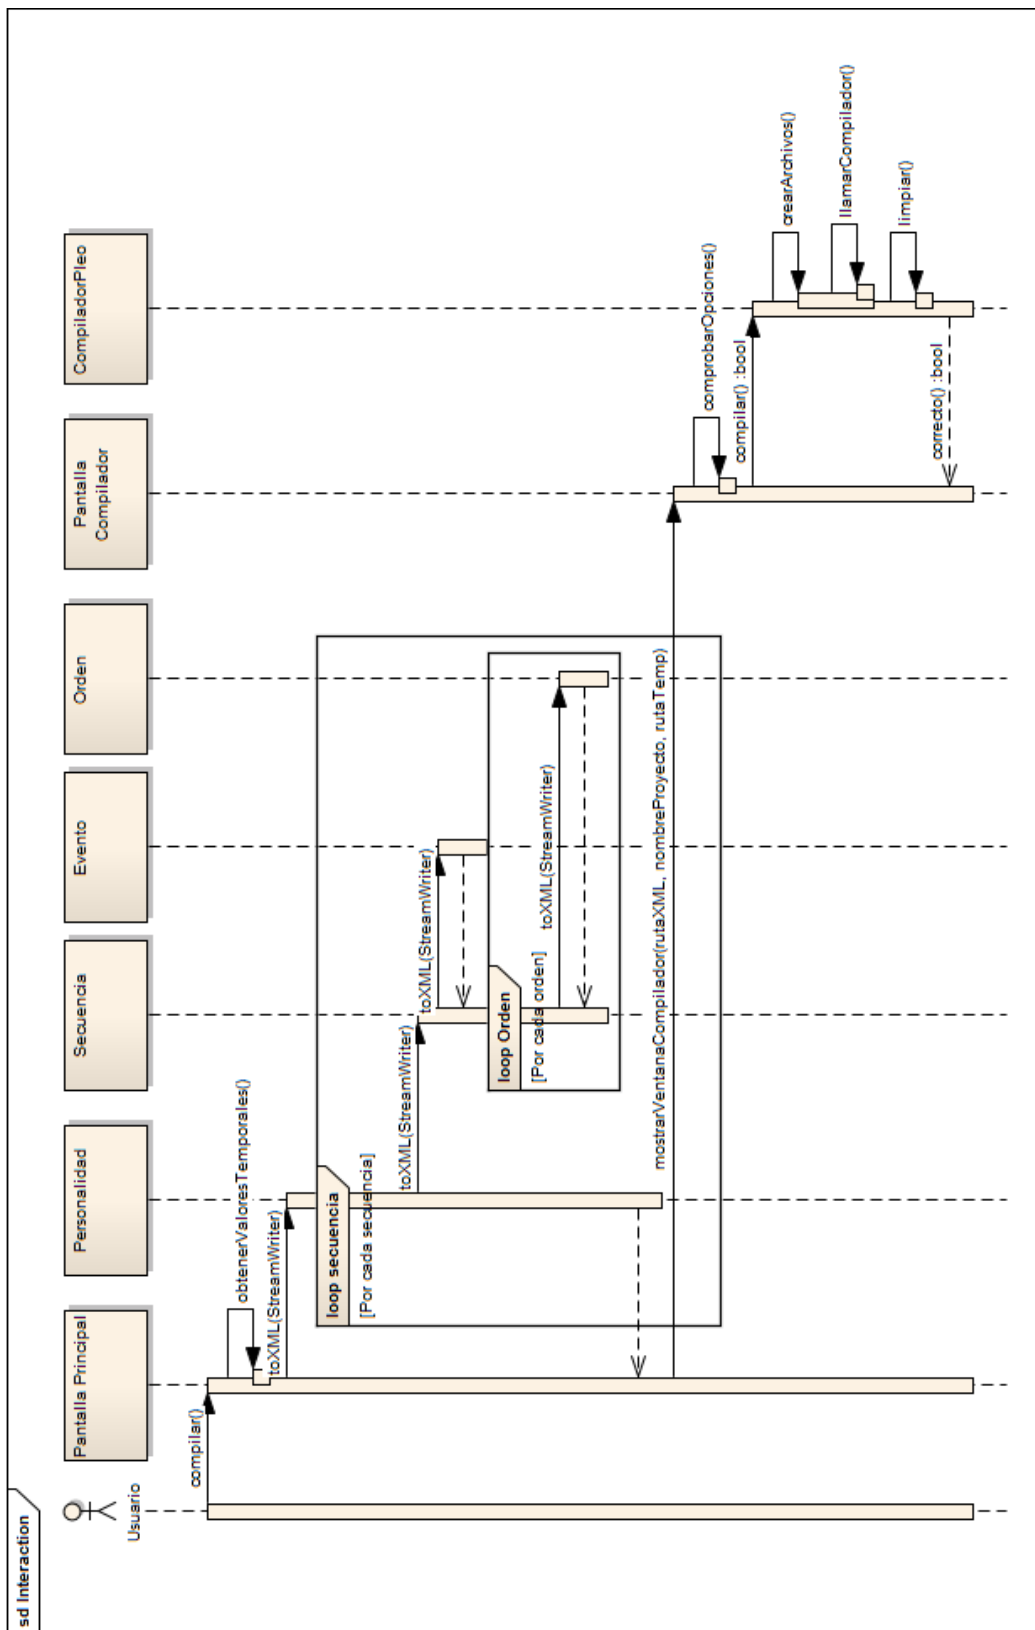 sd Interaction
Usuario
Pantalla Principal
Personalidad
Secuencia
Evento
Orden
Pantalla
Compilador
CompiladorPleo
compilar()
obtenerValoresTemporales()
toXML(StreamWriter)
loop secuencia
[Por cada secuencia]
toXML(StreamWriter)
toXML(StreamWriter)
loop Orden
[Por cada orden]
toXML(StreamWriter)
mostrarVentanaCompilador(rutaXML, nombreProyecto, rutaTemp)
comprobarOpciones()
compilar() :bool
crearArchivos()
llamarCompilador()
limpiar()
correcto() :bool